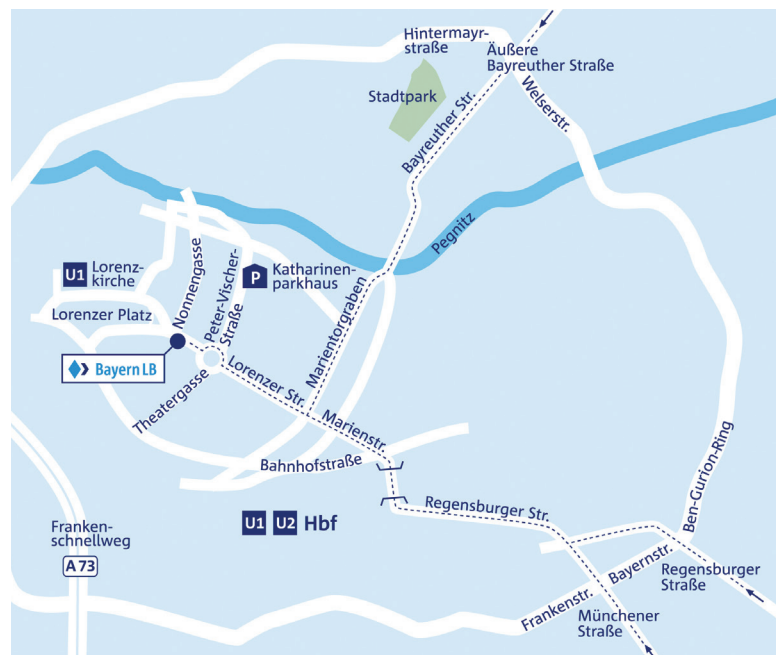 Hintermayr-
straße
Äußere
Bayreuther Straße
Stadtpark
Welserstr.
Bayreuther Str.
Pegnitz
U1
Lorenz-
kirche
Nonnengasse
Peter-Vischer-
Straße
P
Katharinen-
parkhaus
Marientorgraben
Lorenzer Platz
BayernLB
Theatergasse
Lorenzer Str.
Marienstr.
Bahnhofstraße
Ben-Gurion-Ring
Regensburger Str.
U1 U2 Hbf
Franken-
schnellweg
A 73
Bayernstr.
Regensburger
Straße
Frankenstr.
Münchener
Straße